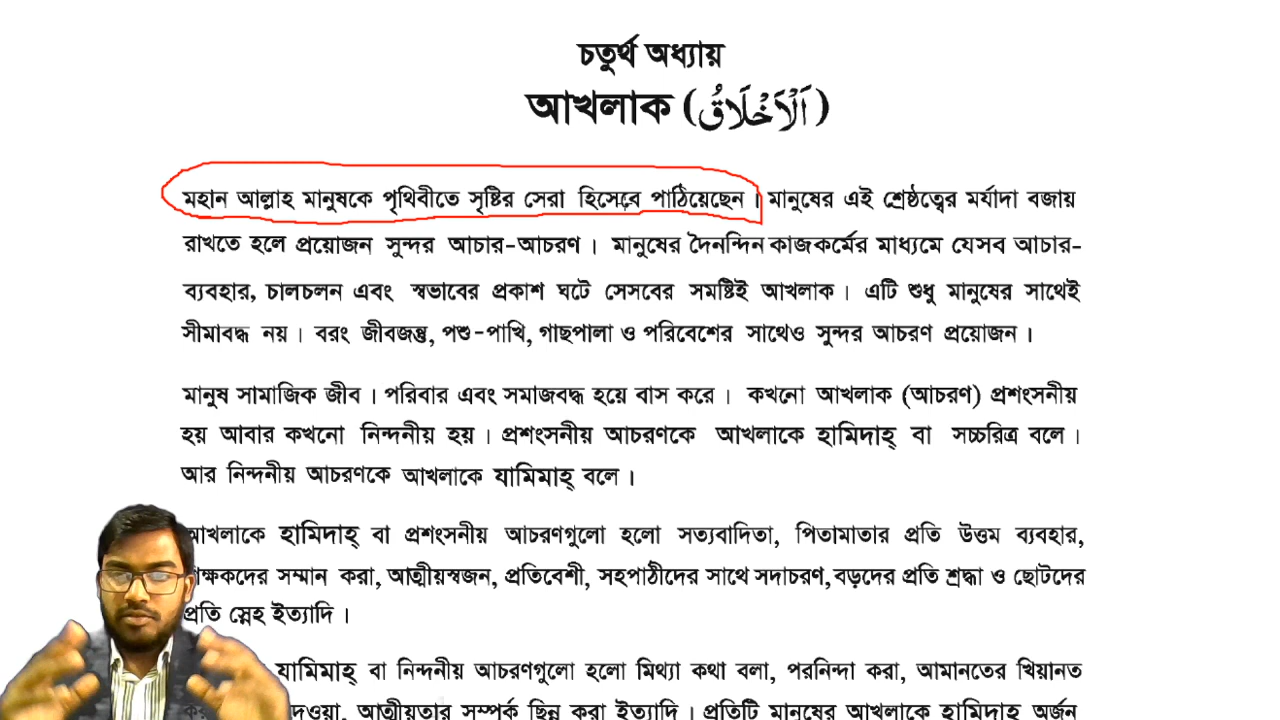 চতুর্থ অধ্যায়
আখলাক (اَلْاَخْلَاقُ)
মহান আল্লাহ মানুষকে পৃথিবীতে সৃষ্টির সেরা হিসেবে পাঠিয়েছেন। মানুষের এই শ্রেষ্ঠত্বের মর্যাদা বজায়
রাখতে হলে প্রয়োজন সুন্দর আচার-আচরণ। মানুষের দৈনন্দিন কাজকর্মের মাধ্যমে যেসব আচার-
ব্যবহার, চালচলন এবং স্বভাবের প্রকাশ ঘটে সেসবের সমষ্টিই আখলাক। এটি শুধু মানুষের সাথেই
সীমাবদ্ধ নয়। বরং জীবজন্তু, পশু-পাখি, গাছপালা ও পরিবেশের সাথেও সুন্দর আচরণ প্রয়োজন।
মানুষ সামাজিক জীব। পরিবার এবং সমাজবদ্ধ হয়ে বাস করে। কখনো আখলাক (আচরণ) প্রশংসনীয়
হয় আবার কখনো নিন্দনীয় হয়। প্রশংসনীয় আচরণকে আখলাকে হামিদাহ্ বা সচ্চরিত্র বলে।
আর নিন্দনীয় আচরণকে আখলাকে যামিমাহ্ বলে।
আখলাকে হামিদাহ্ বা প্রশংসনীয় আচরণগুলো হলো সত্যবাদিতা, পিতামাতার প্রতি উত্তম ব্যবহার,
সম্মান করা, আত্মীয়স্বজন, প্রতিবেশী, সহপাঠীদের সাথে সদাচরণ, বড়দের প্রতি শ্রদ্ধা ও ছোটদের
প্রতি স্নেহ ইত্যাদি।
যামিমাহ্ বা নিন্দনীয় আচরণগুলো হলো মিথ্যা কথা বলা, পরনিন্দা করা, আমানতের খিয়ানত
আত্মীয়তার সম্পর্ক ছিন্ন করা ইত্যাদি। প্রতিটি মানুষের আখলাকে হামিদাহ্ অর্জন